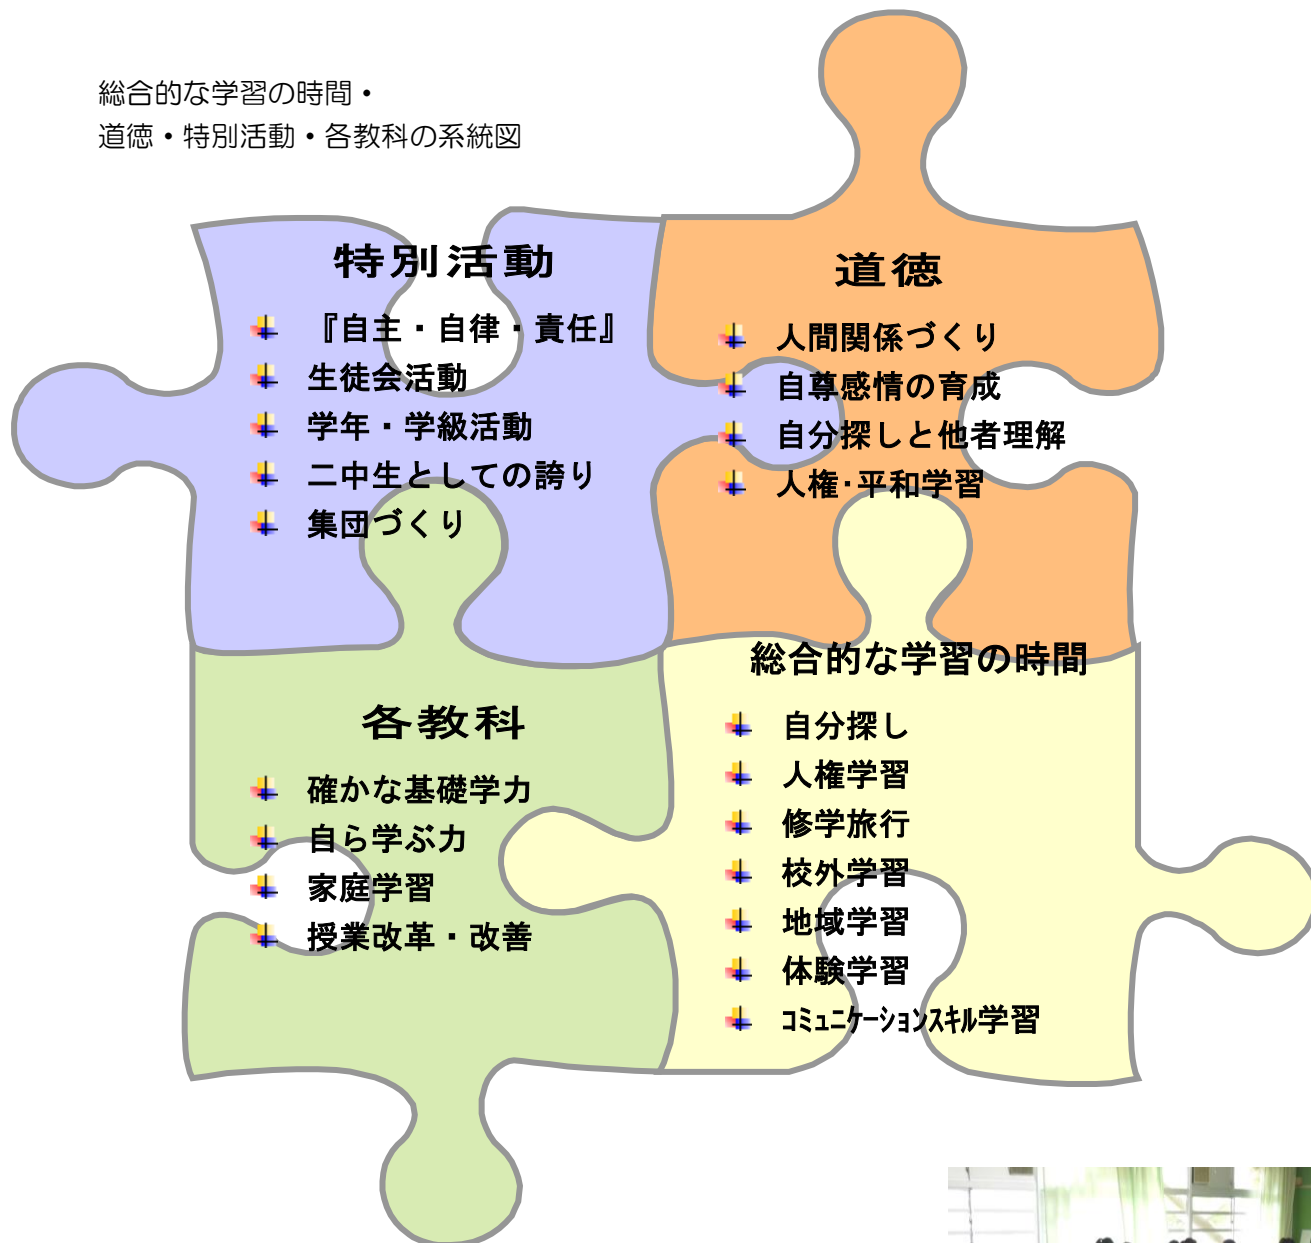 総合的な学習の時間・
道徳・特別活動・各教科の系統図
特別活動
『自主・自律・責任』
生徒会活動
学年・学級活動
二中生としての誇り
集団づくり
道徳
人間関係づくり
自尊感情の育成
自分探しと他者理解
人権・平和学習
各教科
確かな基礎学力
自ら学ぶ力
家庭学習
授業改革・改善
総合的な学習の時間
自分探し
人権学習
修学旅行
校外学習
地域学習
体験学習
ｺﾐｭﾆｹｰｼｮﾝｽｷﾙ学習